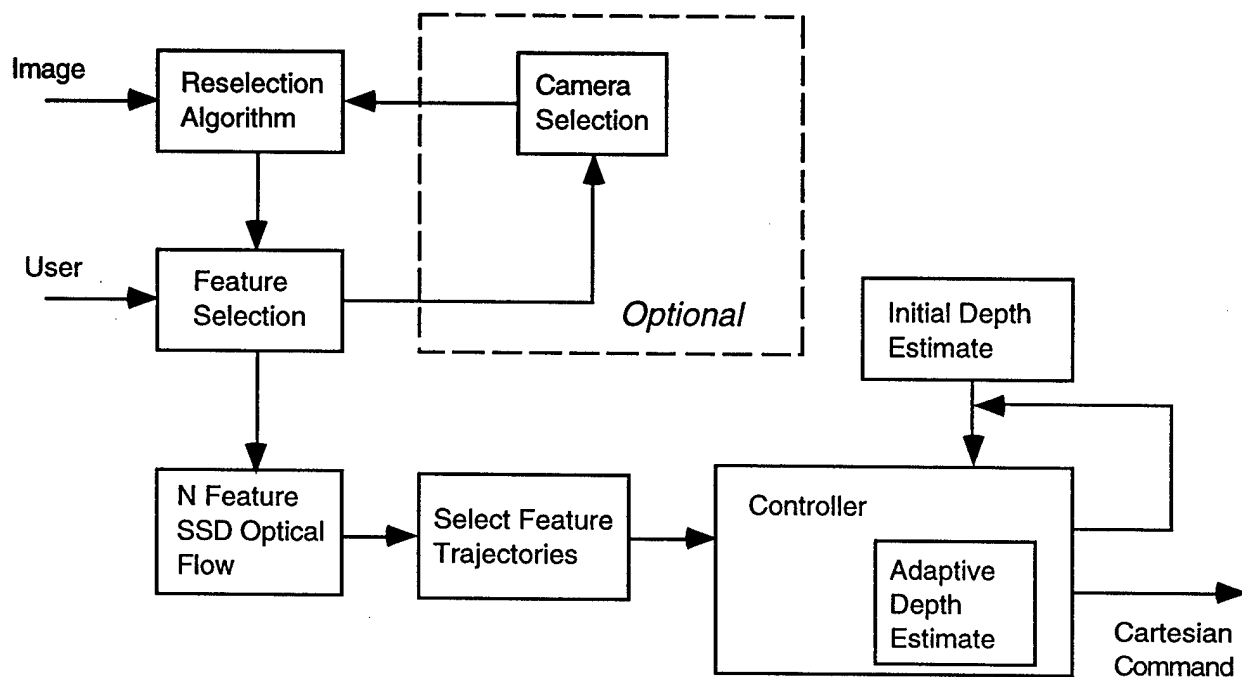 Image
Reselection
Algorithm
Camera
Selection
User
Feature
Selection
Optional
Initial Depth
Estimate
N Feature
SSD Optical
Flow
Select Feature
Trajectories
Controller
Adaptive
Depth
Estimate
Cartesian
Command